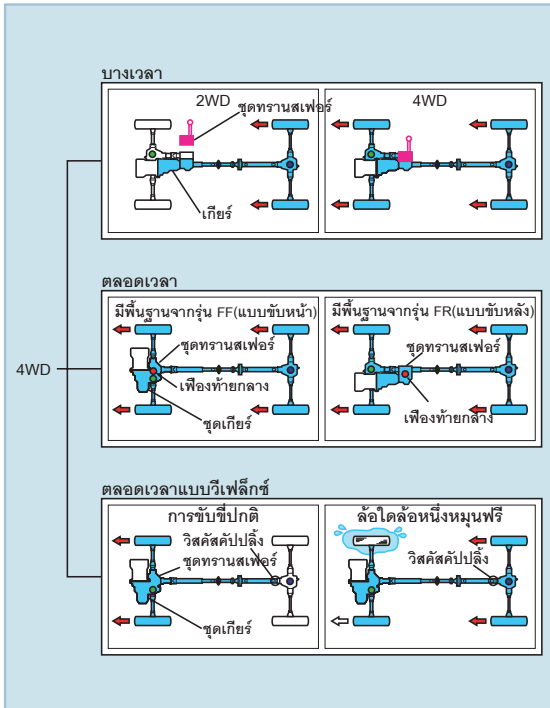 บางเวลา
2WD
4WD
ชุดทรานสเฟอร์
เกียร์
ตลอดเวลา
มีพื้นฐานจากรุ่น FF(แบบขับหน้า)
มีพื้นฐานจากรุ่น FR(แบบขับหลัง)
ชุดทรานสเฟอร์
ชุดทรานสเฟอร์
4WD
เฟืองท้ายกลาง
ชุดเกียร์
เฟืองท้ายกลาง
ตลอดเวลาแบบวีเฟล็กซ์
การขับขี่ปกติ
ล้อใดล้อหนึ่งหมุนฟรี
วิสคัสคัปปลิ้ง
ชุดทรานสเฟอร์
วิสคัสคัปปลิ้ง
ชุดเกียร์